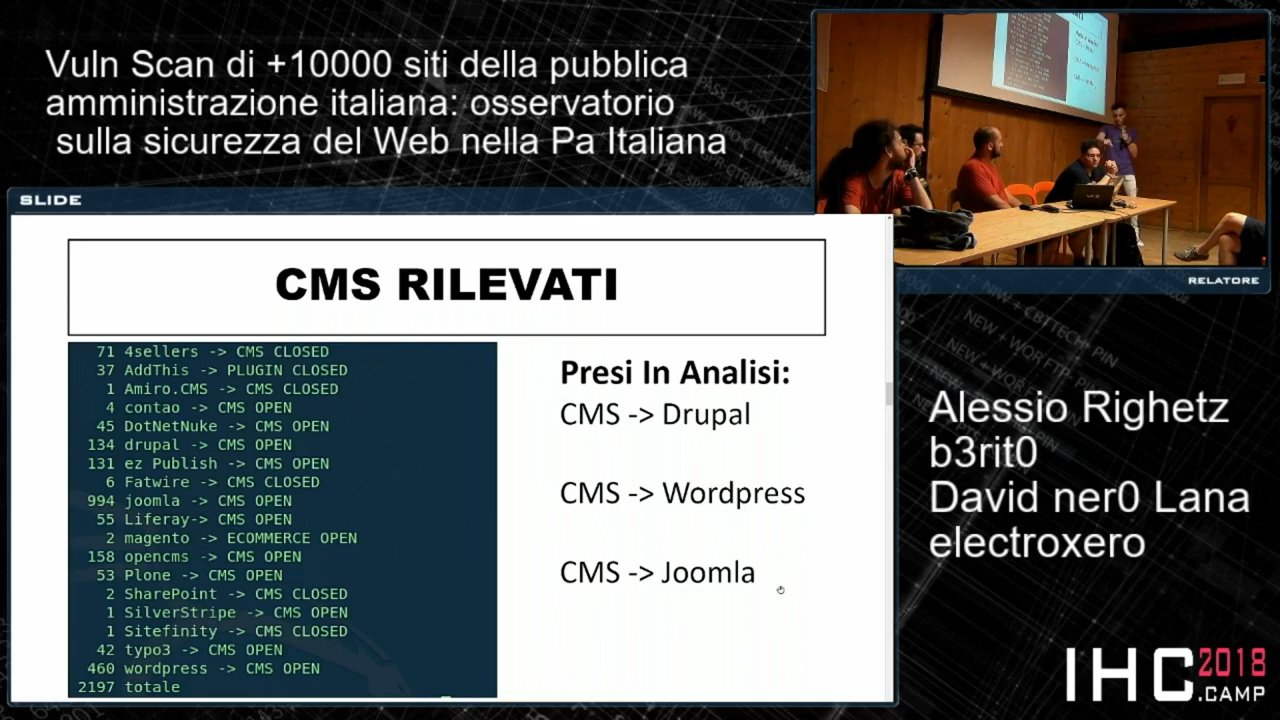 Vuln Scan di +10000 siti della pubblica
amministrazione italiana: osservatorio
sulla sicurezza del Web nella Pa Italiana
SLIDE
CMS RILEVATI
71 4sellers -> CMS CLOSED
37 AddThis -> PLUGIN CLOSED
1 Amiro.CMS -> CMS CLOSED
4 contao -> CMS OPEN
45 DotNetNuke -> CMS OPEN
134 drupal -> CMS OPEN
131 ez Publish -> CMS OPEN
6 Fatwire -> CMS CLOSED
994 joomla -> CMS OPEN
55 Liferay-> CMS OPEN
2 magento -> ECOMMERCE OPEN
158 opencms -> CMS OPEN
53 Plone -> CMS OPEN
2 SharePoint -> CMS CLOSED
1 SilverStripe -> CMS OPEN
1 Sitefinity -> CMS CLOSED
42 typo3 -> CMS OPEN
460 wordpress -> CMS OPEN
2197 totale
Presi In Analisi:
CMS -> Drupal
CMS -> Wordpress
CMS -> Joomla
RELATORE
Alessio Righetz
b3rit0
David ner0 Lana
electroxero
IHC 2018
.CAMP